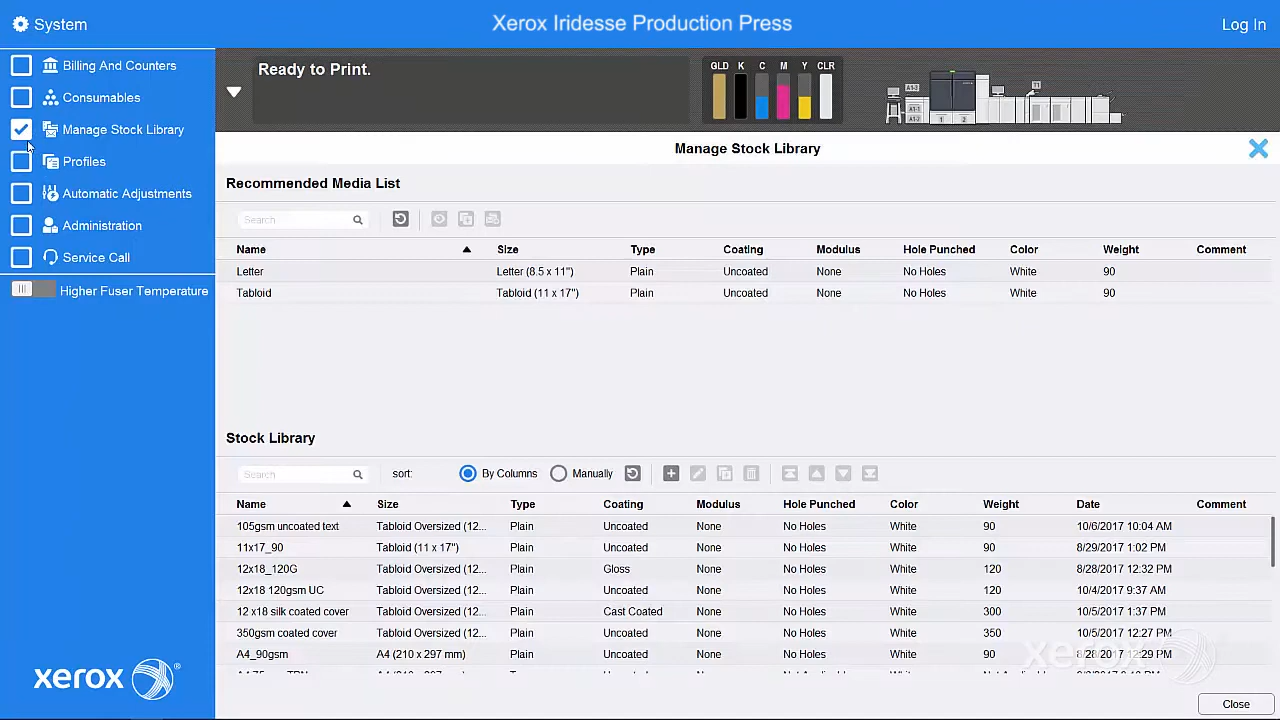 System
Xerox Iridesse Production Press
Log In
Billing And Counters
Consumables
Manage Stock Library
Profiles
Automatic Adjustments
Administration
Service Call
Higher Fuser Temperature
Ready to Print.
GLD K C M Y CLR
Manage Stock Library
Recommended Media List
Search
Name Size Type Coating Modulus Hole Punched Color Weight Comment
Letter Letter (8.5 x 11") Plain Uncoated None No Holes White 90
Tabloid Tabloid (11 x 17") Plain Uncoated None No Holes White 90
Stock Library
Search sort: By Columns Manually
Name Size Type Coating Modulus Hole Punched Color Weight Date Comment
105gsm uncoated text Tabloid Oversized (12... Plain Uncoated None No Holes White 90 10/6/2017 10:04 AM
11x17_90 Tabloid (11 x 17") Plain Uncoated None No Holes White 90 8/29/2017 1:02 PM
12x18_120G Tabloid Oversized (12... Plain Gloss None No Holes White 120 8/28/2017 12:32 PM
12x18 120gsm UC Tabloid Oversized (12... Plain Uncoated None No Holes White 120 10/4/2017 9:37 AM
12 x18 silk coated cover Tabloid Oversized (12... Plain Cast Coated None No Holes White 300 10/5/2017 1:37 PM
350gsm coated cover Tabloid Oversized (12... Plain Uncoated None No Holes White 350 10/5/2017 12:27 PM
A4_90gsm A4 (210 x 297 mm) Plain Uncoated None No Holes White 90 8/28/2017 12:29 PM
xerox
xerox
Close